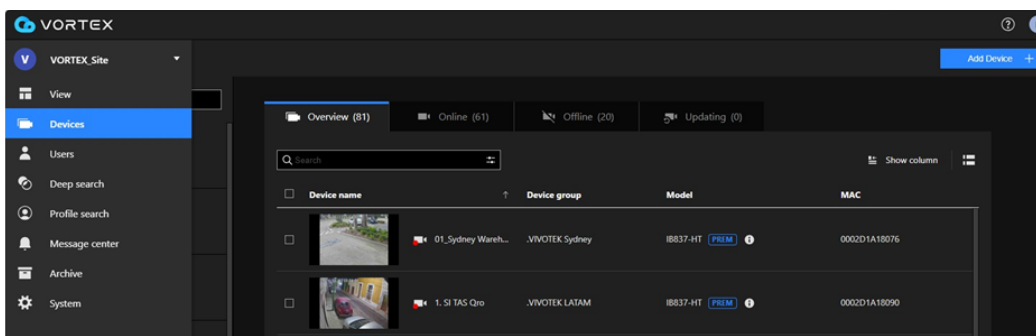 VORTEX
V VORTEX_Site
Add Device +
View
Devices
Users
Deep search
Profile search
Message center
Archive
System
Overview (81)
Online (61)
Offline (20)
Updating (0)
Search
Show column
Device name ↑ Device group Model MAC
01_Sydney Wareh... .VIVOTEK Sydney IB837-HT PREM 0002D1A18076
1. SI TAS Qro .VIVOTEK LATAM IB837-HT PREM 0002D1A18090